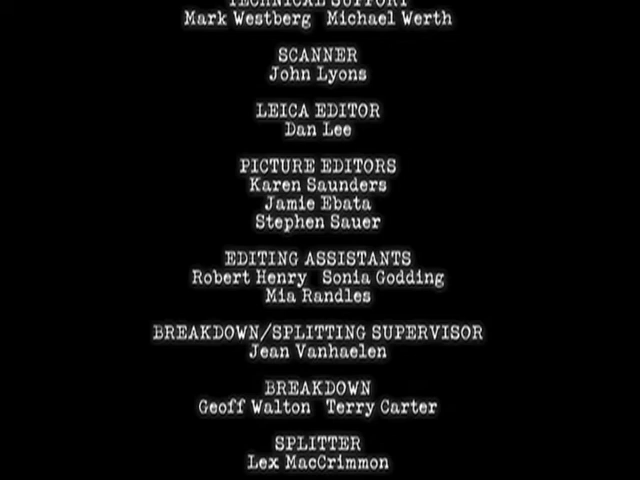 TECHNICAL SUPPORT
Mark Westberg Michael Werth
SCANNER
John Lyons
LEICA EDITOR
Dan Lee
PICTURE EDITORS
Karen Saunders
Jamie Ebata
Stephen Sauer
EDITING ASSISTANTS
Robert Henry Sonia Godding
Mia Randles
BREAKDOWN/SPLITTING SUPERVISOR
Jean Vanhaelen
BREAKDOWN
Geoff Walton Terry Carter
SPLITTER
Lex MacCrimmon